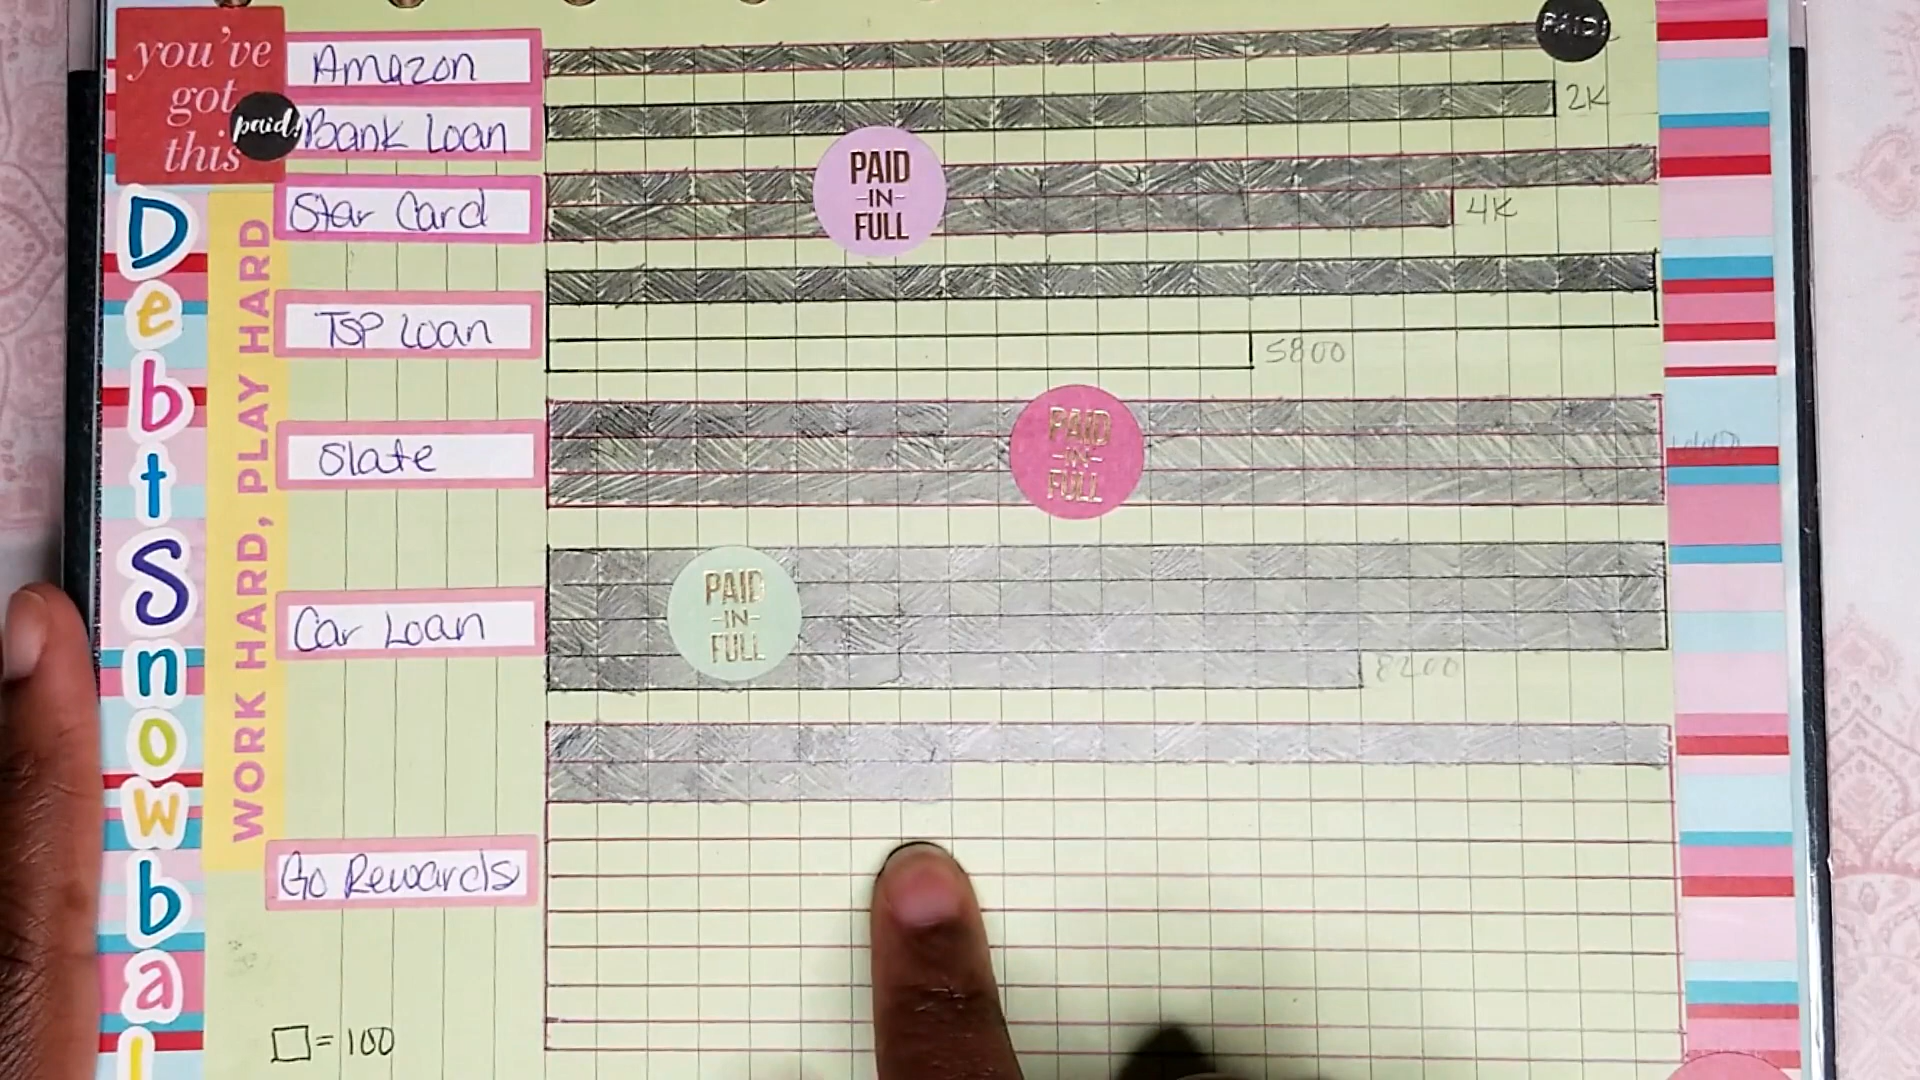 you've
got
this
paid!
PAID!
Amazon
Bank Loan
2K
Star Card
PAID
-IN-
FULL
4K
TSP Loan
5800
Slate
PAID
-IN-
FULL
Car Loan
PAID
-IN-
FULL
8200
Go Rewards
□ = 100
Debt Snowbal
WORK HARD, PLAY HARD